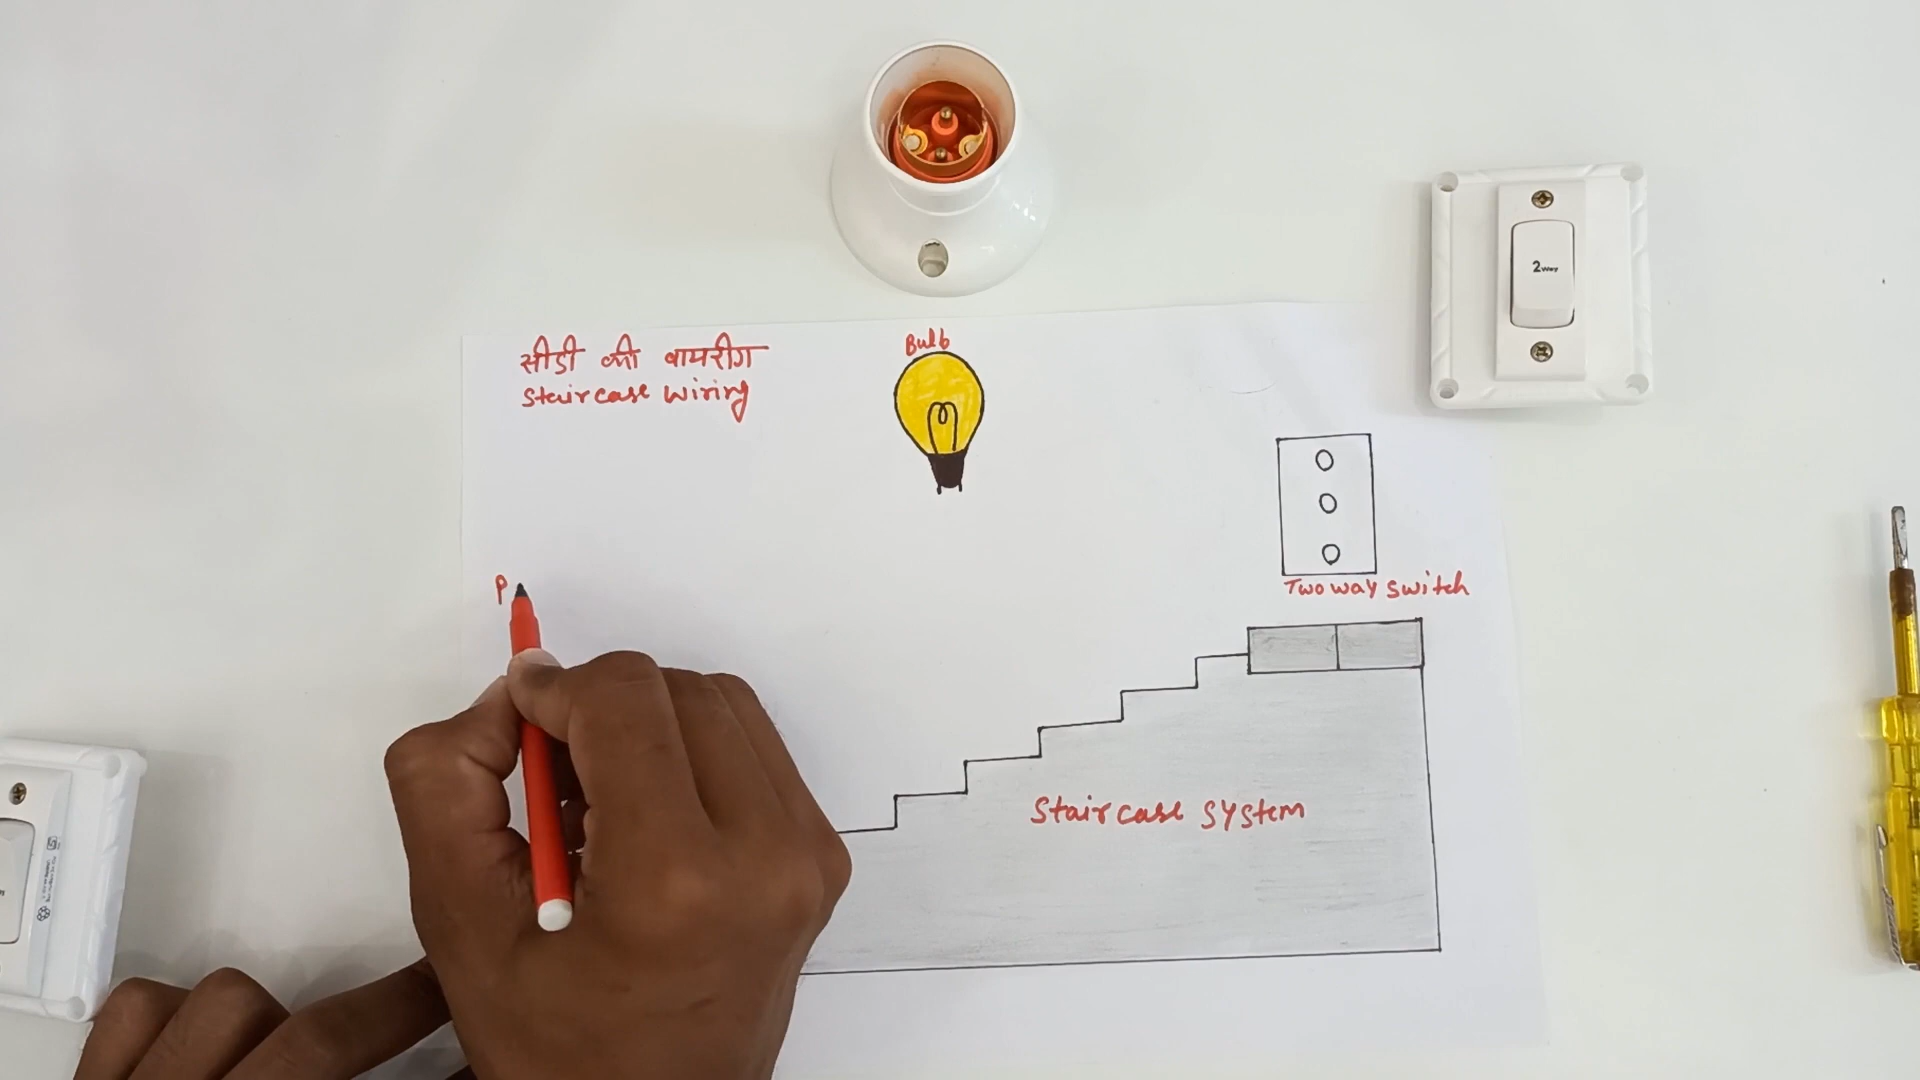 सीडी की वायरींग
Staircase wiring
Bulb
2way
P
Two way switch
Staircase system